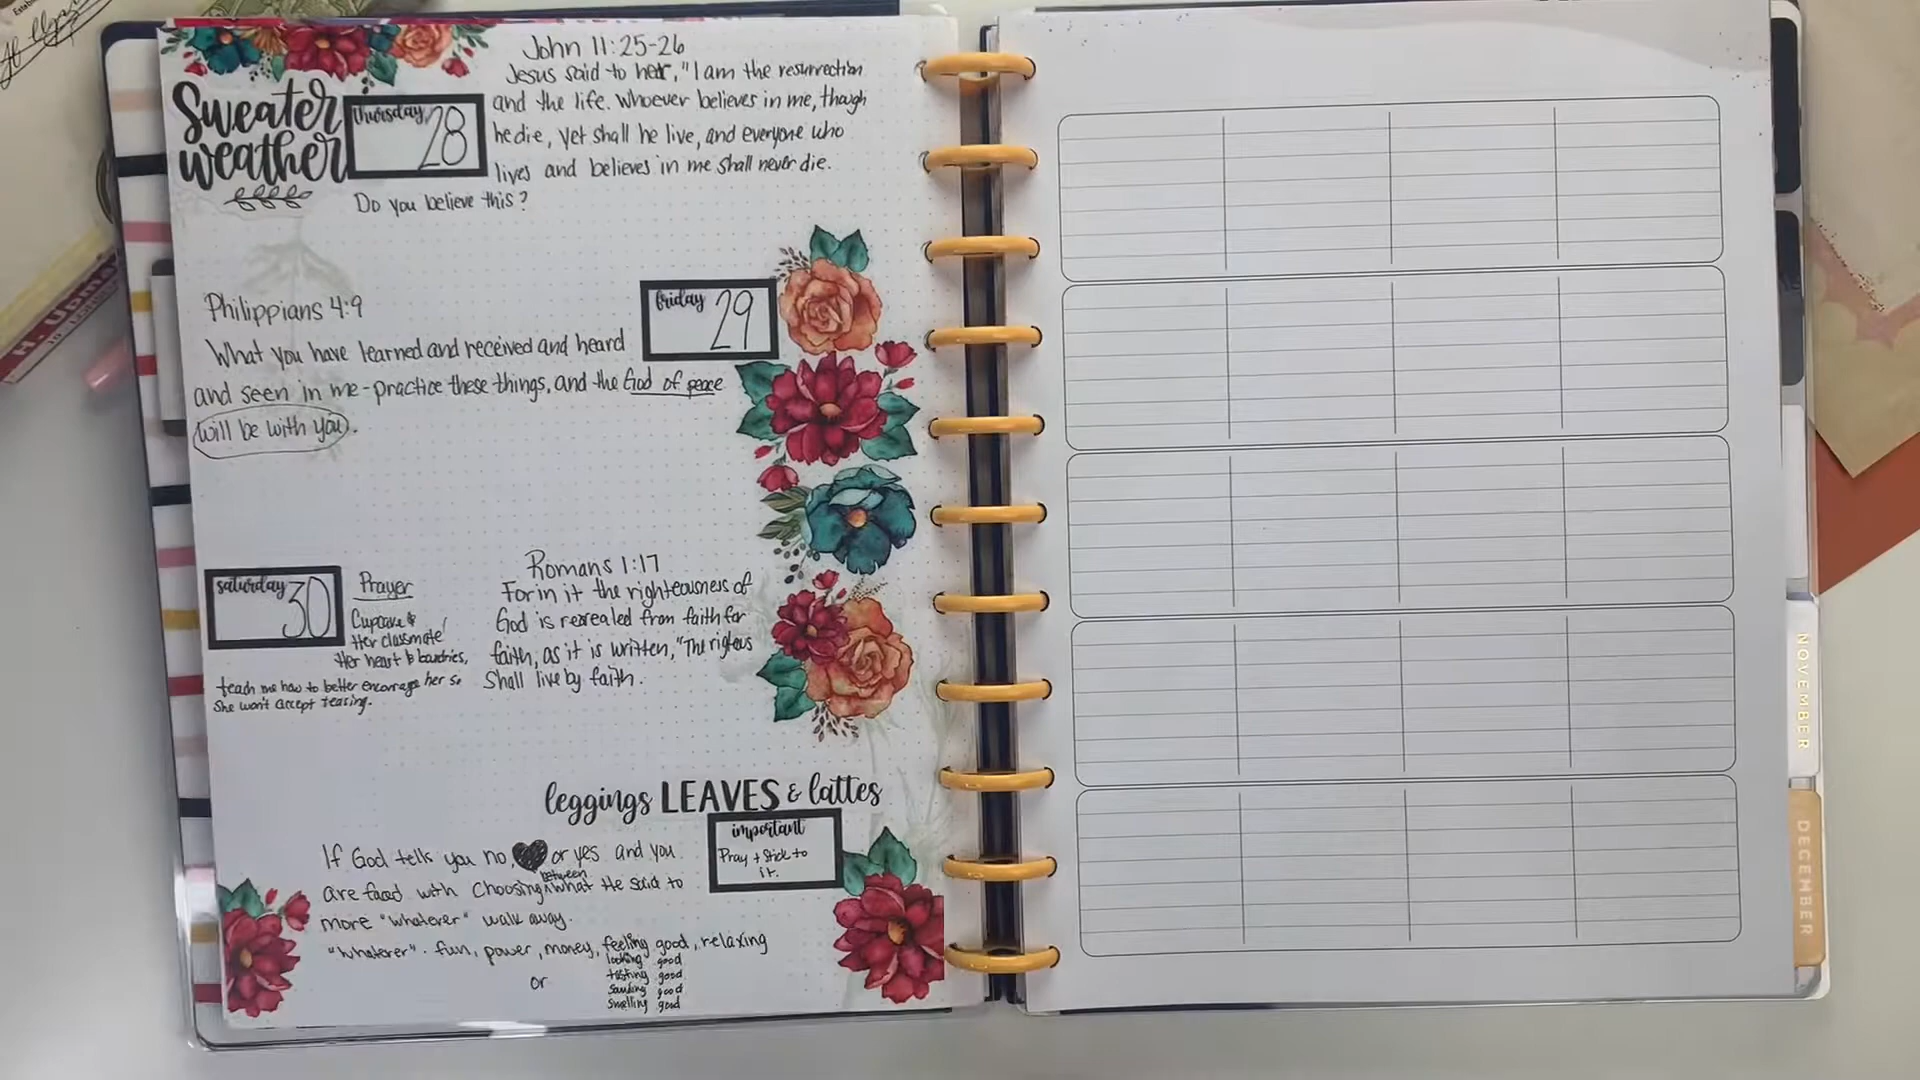 Sweater
weather
thursday 28
John 11:25-26
Jesus said to her, "I am the resurrection
and the life. Whoever believes in me, though
he die, yet shall he live, and everyone who
lives and believes in me shall never die.
Do you believe this?
friday 29
Philippians 4:9
What you have learned and received and heard
and seen in me - practice these things, and the God of peace
will be with you.
saturday 30
Prayer
Cupcake &
Her classmate
Her heart &
teach me how to better encourage her so
She won't accept teasing.
Romans 1:17
For in it the righteousness of
God is revealed from faith for
faith, as it is written, "The righteous
Shall live by faith.
leggings LEAVES & lattes
important
Pray + Stick to
it.
If God tells you no, or yes and you
are faced with choosing between what He said to
more "whatever" walk away.
"Whatever" - fun, power, money, feeling good, relaxing
looking good
tasting good
or
smelling good
NOVEMBER
DECEMBER